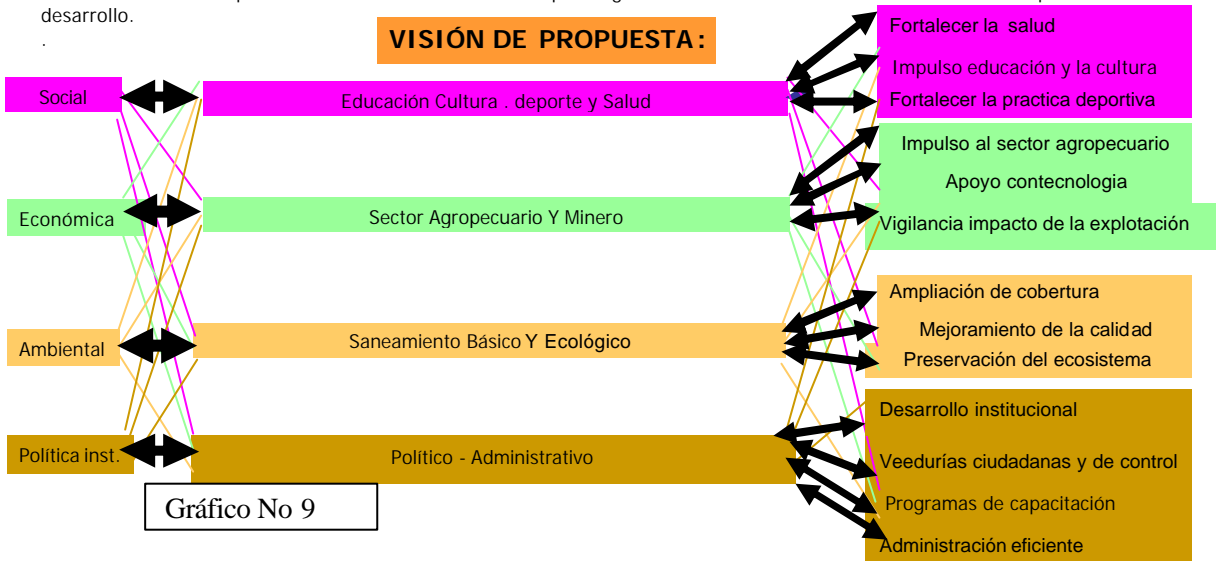 desarrollo.
.
VISIÓN DE PROPUESTA:
Social
Educación Cultura . deporte y Salud
Fortalecer la salud
Impulso educación y la cultura
Fortalecer la practica deportiva
Económica
Sector Agropecuario Y Minero
Impulso al sector agropecuario
Apoyo contecnologia
Vigilancia impacto de la explotación
Ambiental
Saneamiento Básico Y Ecológico
Ampliación de cobertura
Mejoramiento de la calidad
Preservación del ecosistema
Política inst.
Político - Administrativo
Desarrollo institucional
Veedurías ciudadanas y de control
Programas de capacitación
Administración eficiente
Gráfico No 9